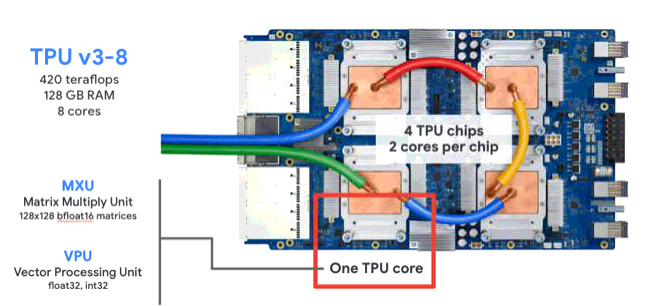 TPU v3-8
420 teraflops
128 GB RAM
8 cores
4 TPU chips
2 cores per chip
MXU
Matrix Multiply Unit
128x128 bfloat16 matrices
VPU
Vector Processing Unit
float32, int32
One TPU core